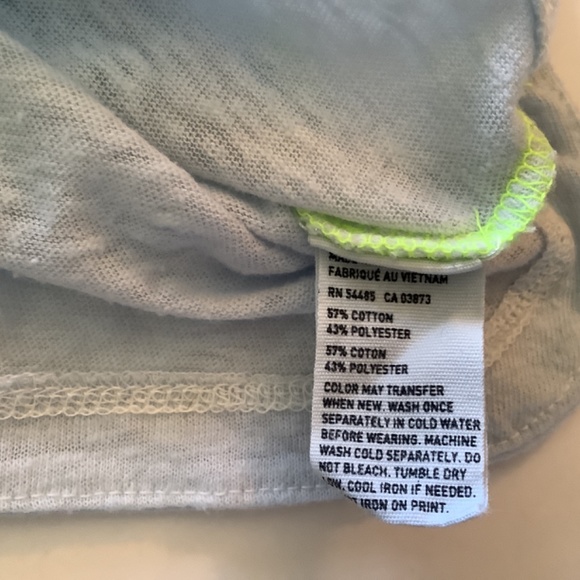 FABRIQUÉ AU VIETNAM
RN 54485 CA 03873
57% COTTON
43% POLYESTER
57% COTON
43% POLYESTER
COLOR MAY TRANSFER
WHEN NEW. WASH ONCE
SEPARATELY IN COLD WATER
BEFORE WEARING. MACHINE
WASH COLD SEPARATELY. DO
NOT BLEACH. TUMBLE DRY
COOL IRON IF NEEDED.
IRON ON PRINT.